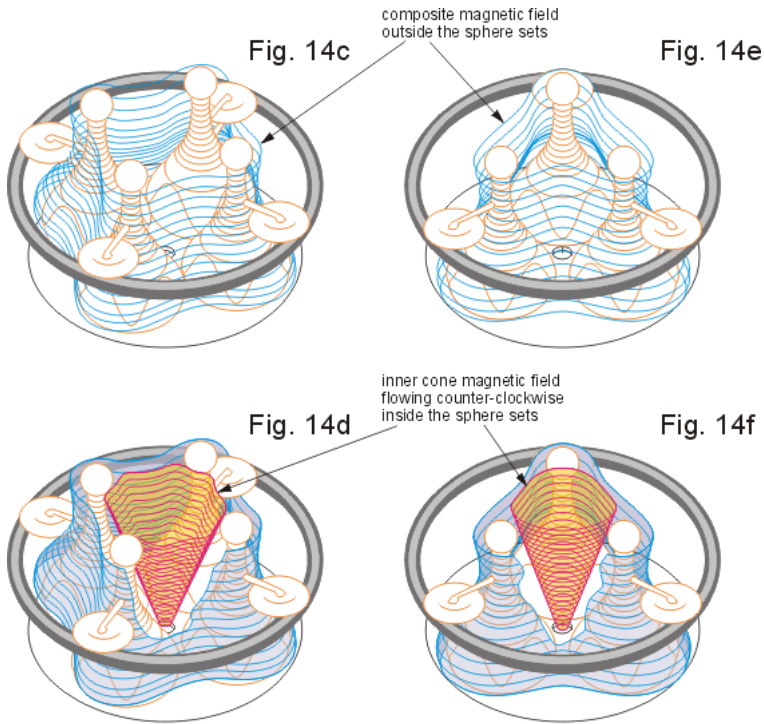 composite magnetic field
outside the sphere sets
Fig. 14c
Fig. 14e
inner cone magnetic field
flowing counter-clockwise
inside the sphere sets
Fig. 14d
Fig. 14f